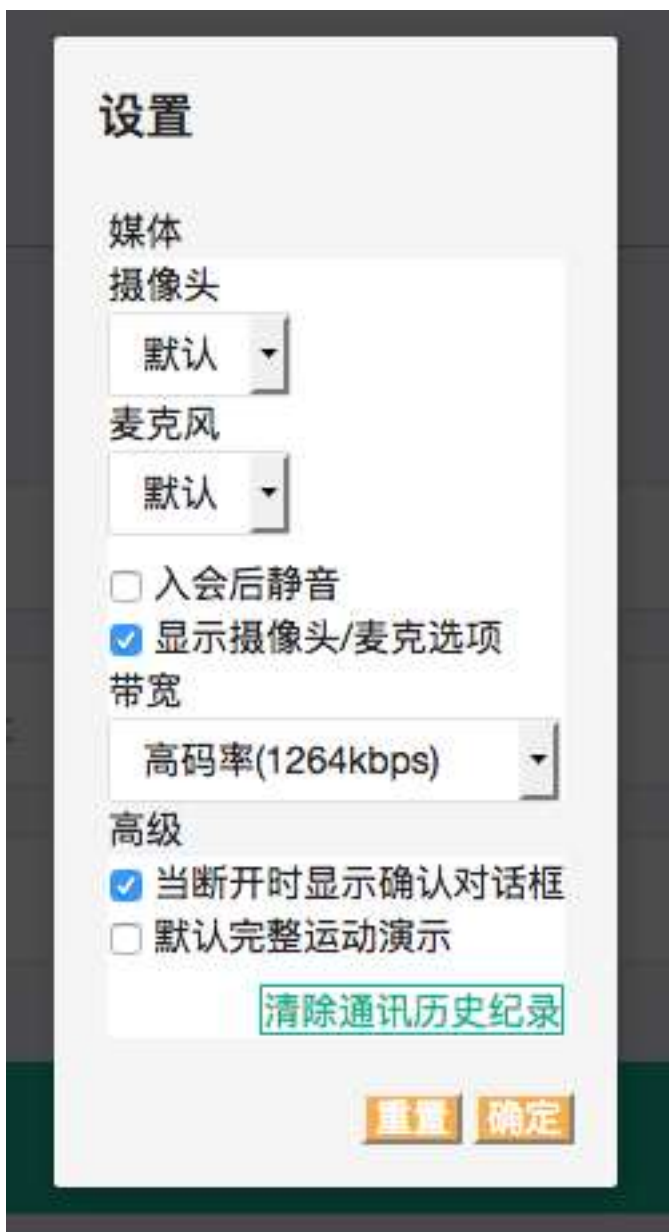 设置
媒体
摄像头
默认
麦克风
默认
入会后静音
显示摄像头/麦克选项
带宽
高码率(1264kbps)
高级
当断开时显示确认对话框
默认完整运动演示
清除通讯历史纪录
重置 确定